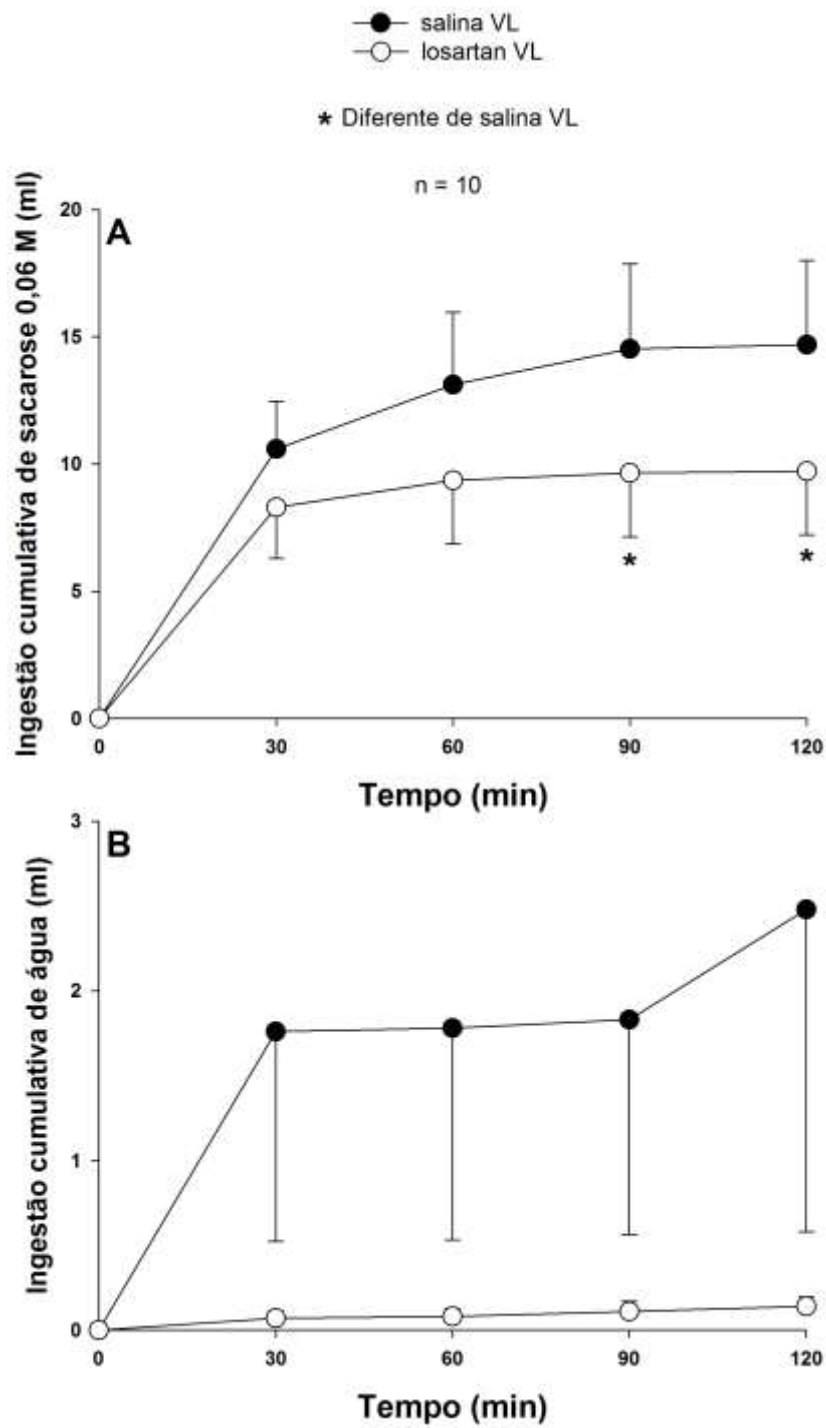 salina VL
losartan VL
* Diferente de salina VL
n = 10
A
Ingestão cumulativa de sacarose 0,06 M (ml)
20
15
10
5
0
* *
0 30 60 90 120
Tempo (min)
B
Ingestão cumulativa de água (ml)
3
2
1
0
0 30 60 90 120
Tempo (min)